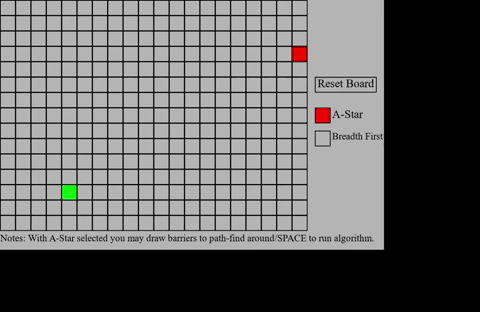 Reset Board
A-Star
Breadth First
Notes: With A-Star selected you may draw barriers to path-find around/SPACE to run algorithm.